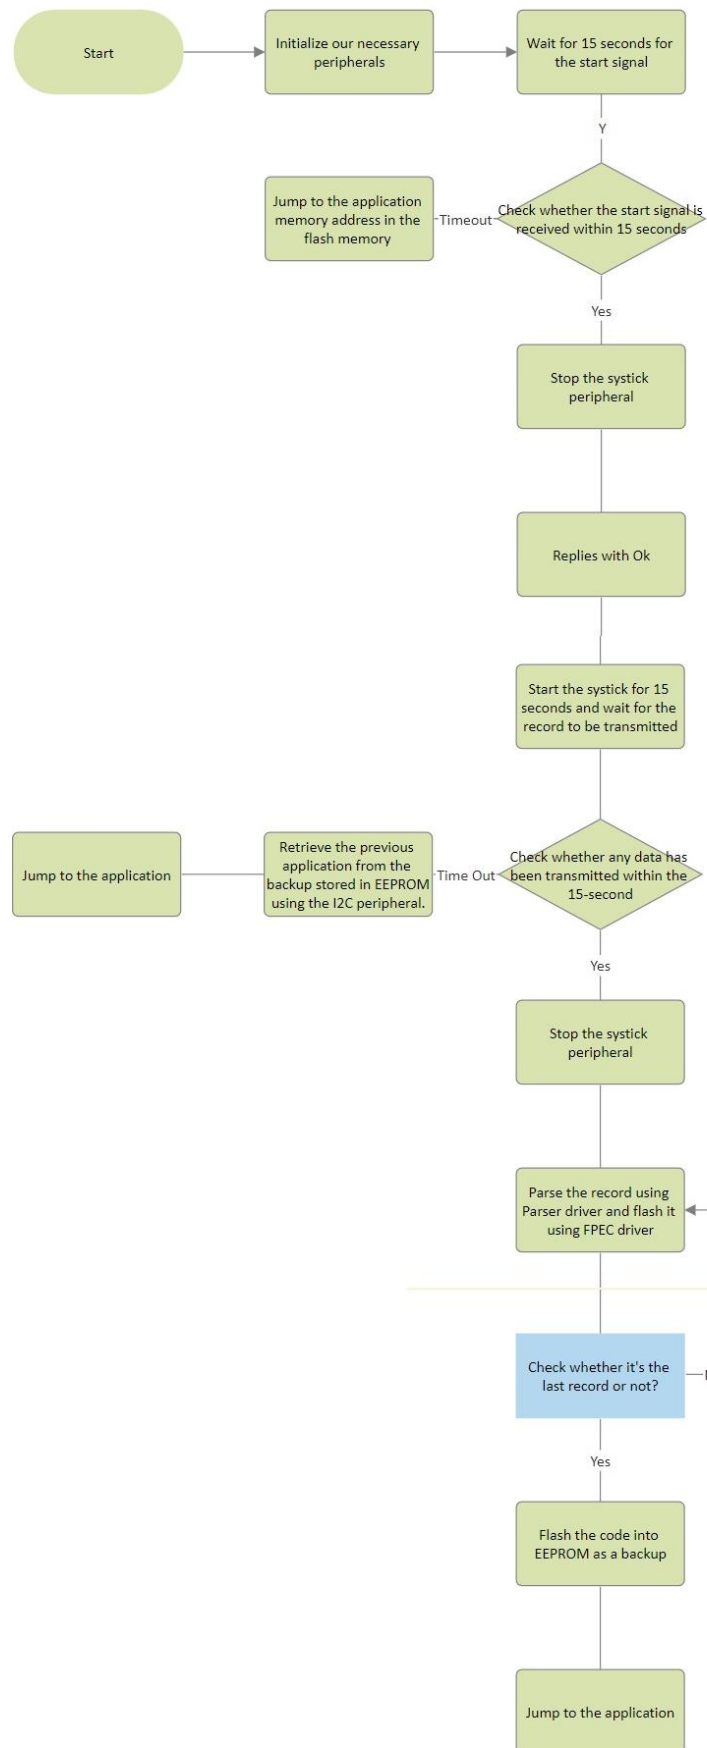 Start
Initialize our necessary
peripherals
Wait for 15 seconds for
the start signal
Y
Jump to the application
memory address in the
flash memory
Timeout
Check whether the start signal is
received within 15 seconds
Yes
Stop the systick
peripheral
Replies with Ok
Start the systick for 15
seconds and wait for the
record to be transmitted
Jump to the application
Retrieve the previous
application from the
backup stored in EEPROM
using the I2C peripheral.
Time Out
Check whether any data has
been transmitted within the
15-second
Yes
Stop the systick
peripheral
Parse the record using
Parser driver and flash it
using FPEC driver
Check whether it's the
last record or not?
Yes
Flash the code into
EEPROM as a backup
Jump to the application